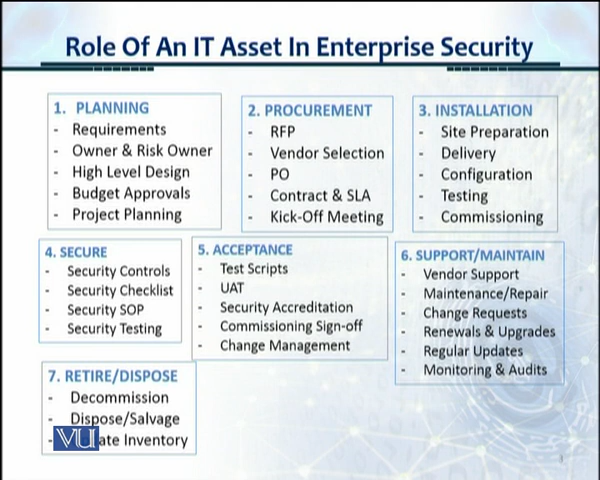 Role Of An IT Asset In Enterprise Security
1. PLANNING
- Requirements
- Owner & Risk Owner
- High Level Design
- Budget Approvals
- Project Planning
2. PROCUREMENT
- RFP
- Vendor Selection
- PO
- Contract & SLA
- Kick-Off Meeting
3. INSTALLATION
- Site Preparation
- Delivery
- Configuration
- Testing
- Commissioning
4. SECURE
- Security Controls
- Security Checklist
- Security SOP
- Security Testing
5. ACCEPTANCE
- Test Scripts
- UAT
- Security Accreditation
- Commissioning Sign-off
- Change Management
6. SUPPORT/MAINTAIN
- Vendor Support
- Maintenance/Repair
- Change Requests
- Renewals & Upgrades
- Regular Updates
- Monitoring & Audits
7. RETIRE/DISPOSE
- Decommission
- Dispose/Salvage
- VU Inventory